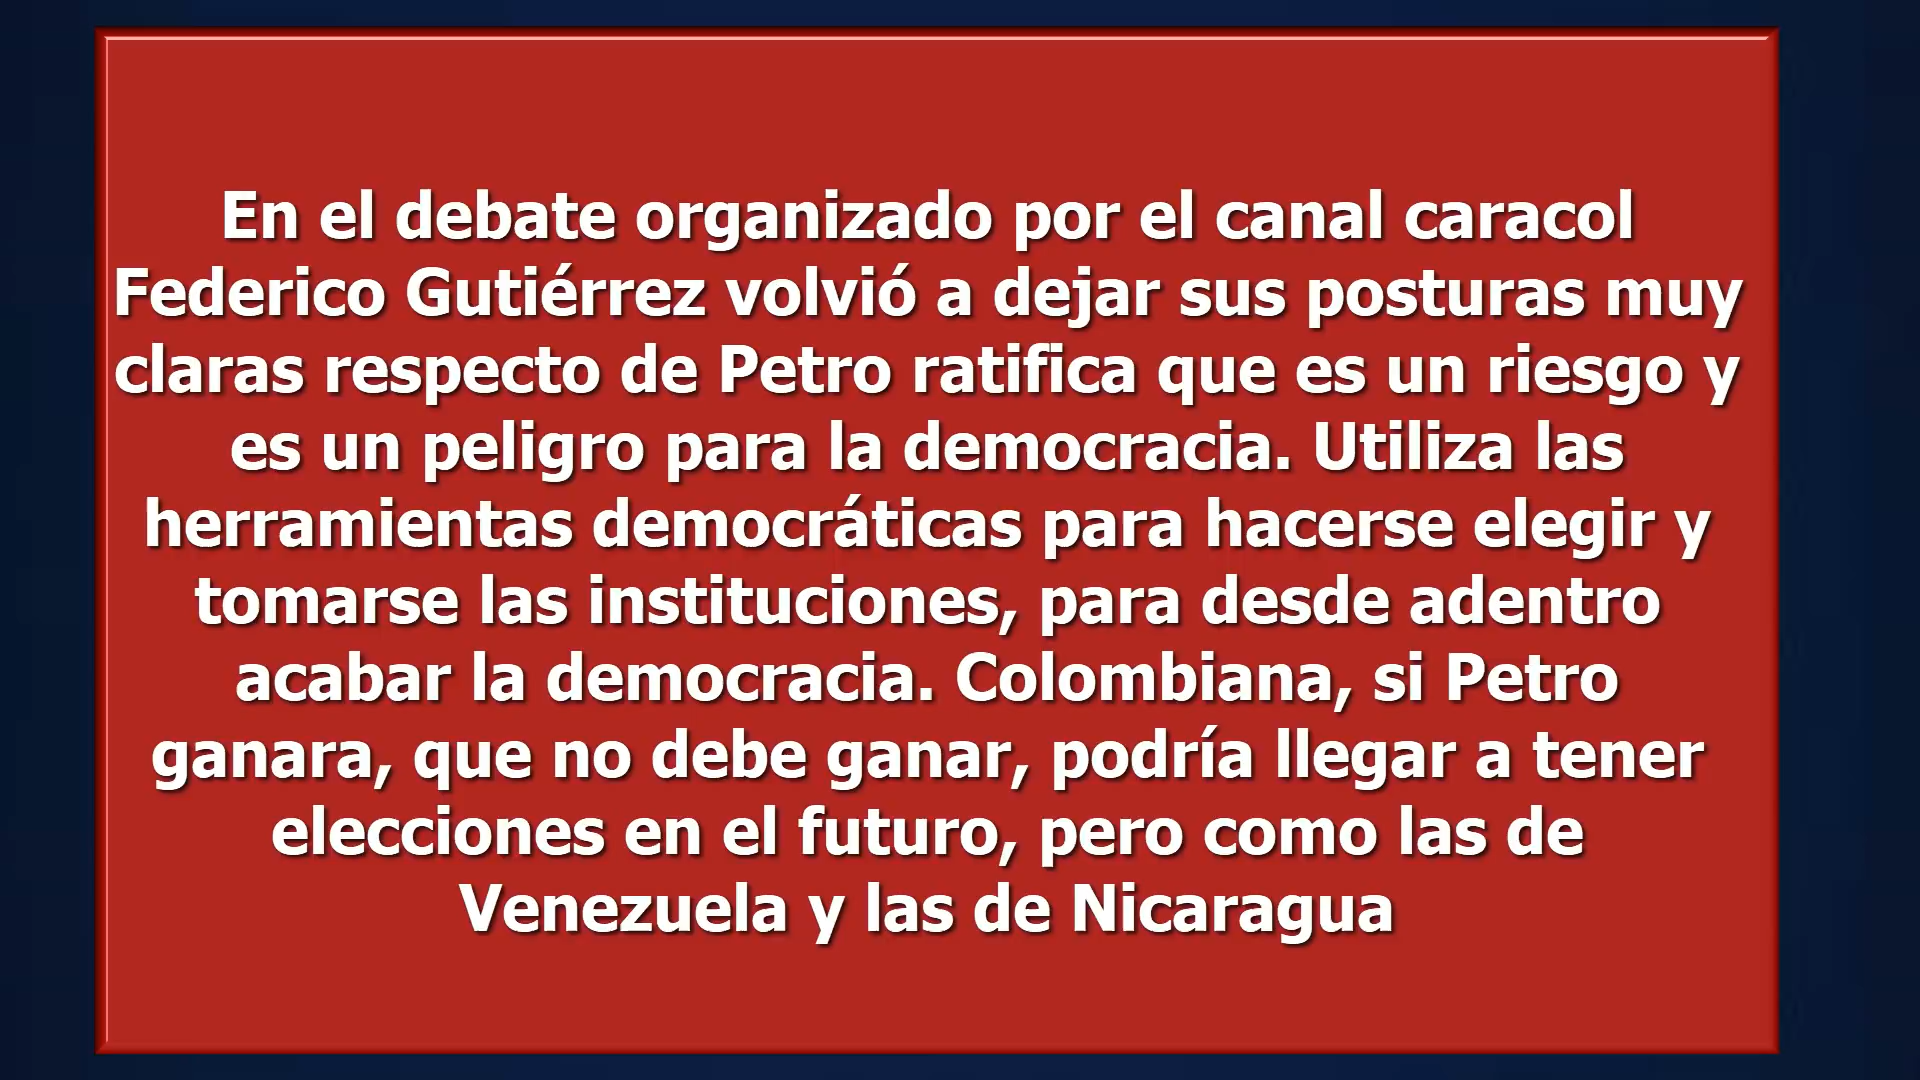 En el debate organizado por el canal caracol
Federico Gutiérrez volvió a dejar sus posturas muy
claras respecto de Petro ratifica que es un riesgo y
es un peligro para la democracia. Utiliza las
herramientas democráticas para hacerse elegir y
tomarse las instituciones, para desde adentro
acabar la democracia. Colombiana, si Petro
ganara, que no debe ganar, podría llegar a tener
elecciones en el futuro, pero como las de
Venezuela y las de Nicaragua